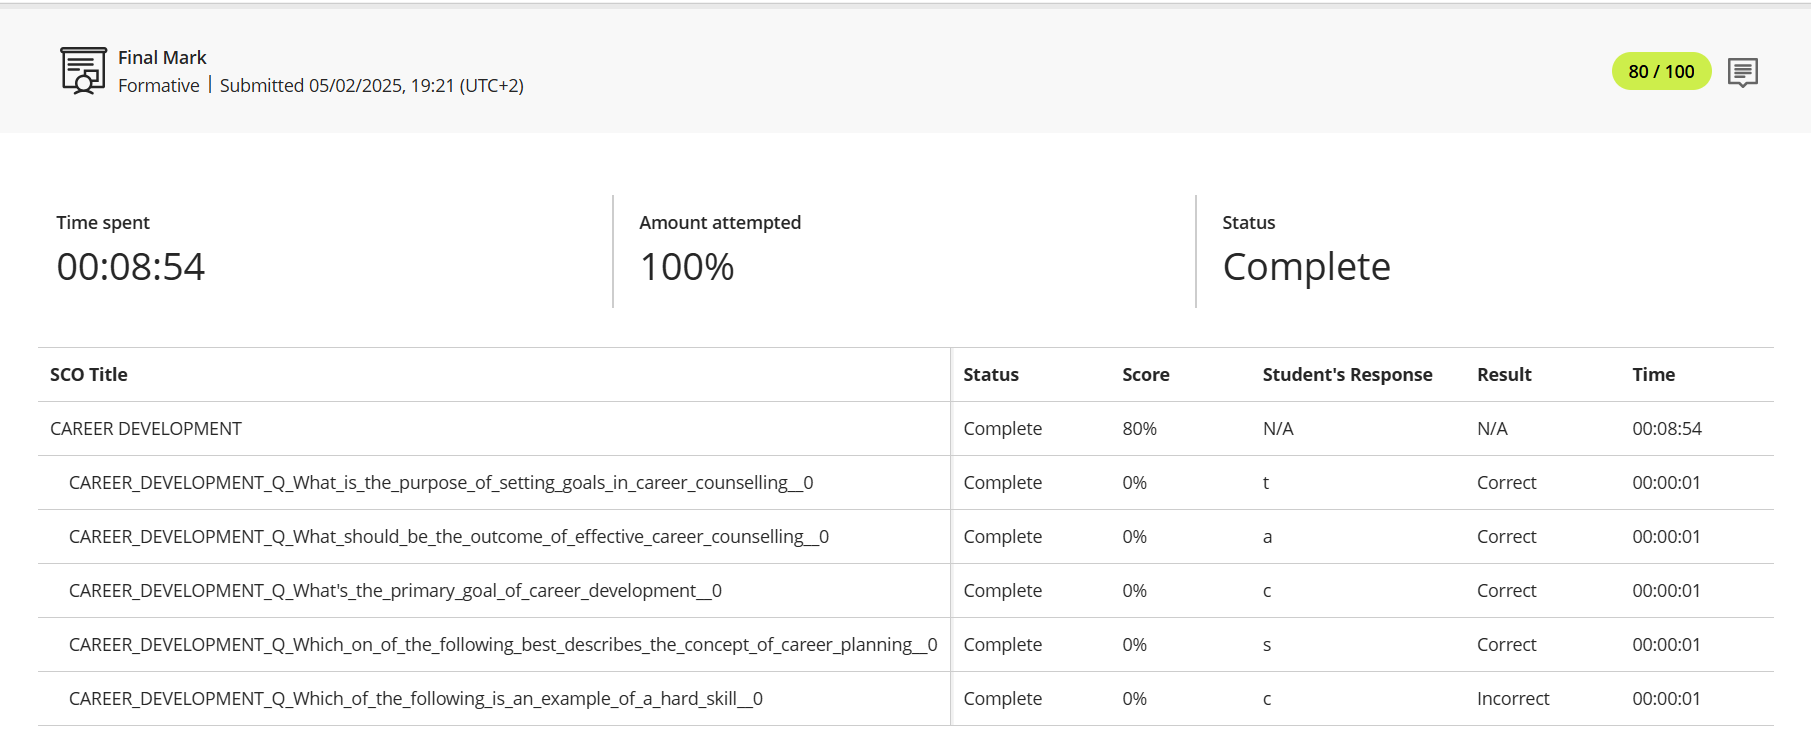 Final Mark
Formative | Submitted 05/02/2025, 19:21 (UTC+2)
80 / 100
Time spent
00:08:54
Amount attempted
100%
Status
Complete
SCO Title Status Score Student's Response Result Time
CAREER DEVELOPMENT Complete 80% N/A N/A 00:08:54
CAREER_DEVELOPMENT_Q_What_is_the_purpose_of_setting_goals_in_career_counselling__0 Complete 0% t Correct 00:00:01
CAREER_DEVELOPMENT_Q_What_should_be_the_outcome_of_effective_career_counselling__0 Complete 0% a Correct 00:00:01
CAREER_DEVELOPMENT_Q_What's_the_primary_goal_of_career_development__0 Complete 0% c Correct 00:00:01
CAREER_DEVELOPMENT_Q_Which_on_of_the_following_best_describes_the_concept_of_career_planning__0 Complete 0% s Correct 00:00:01
CAREER_DEVELOPMENT_Q_Which_of_the_following_is_an_example_of_a_hard_skill__0 Complete 0% c Incorrect 00:00:01